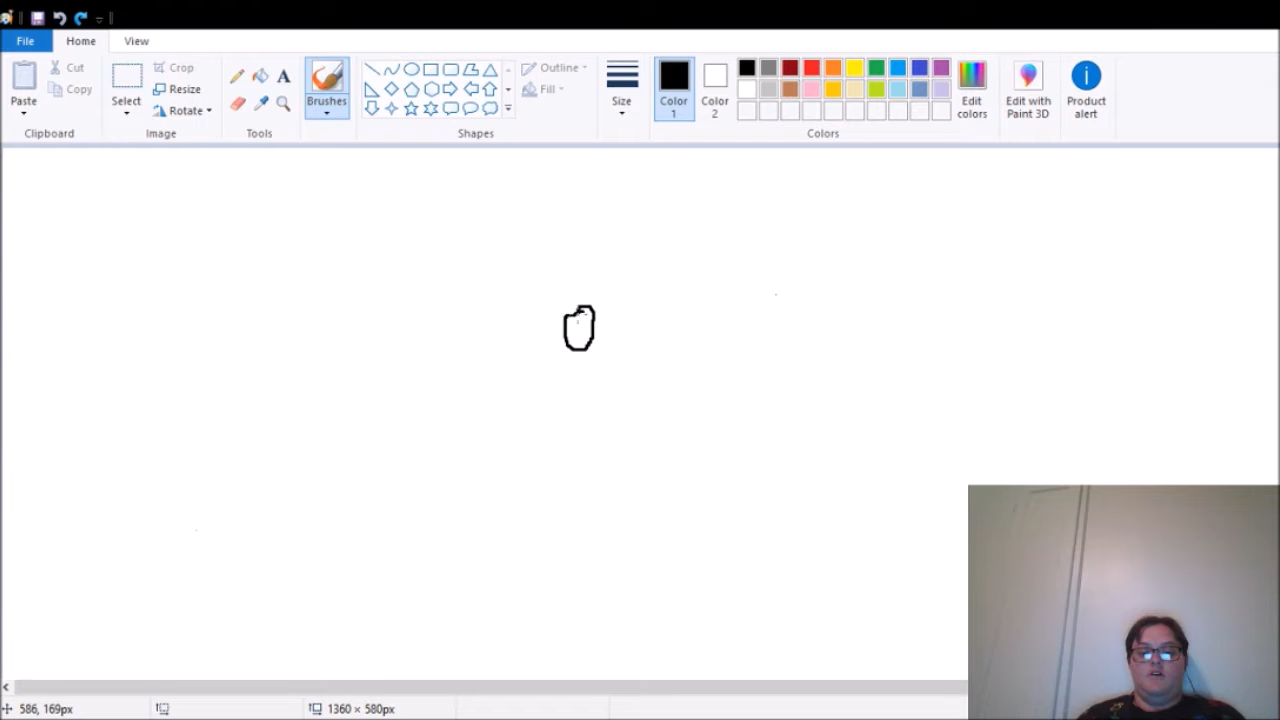 File Home View
Paste
Cut
Copy
Clipboard
Select
Crop
Resize
Rotate
Image
A
Tools
Brushes
Shapes
Outline
Fill
Size
Color 1
Color 2
Edit colors
Colors
Edit with Paint 3D
Product alert
586, 169px
1360 × 580px